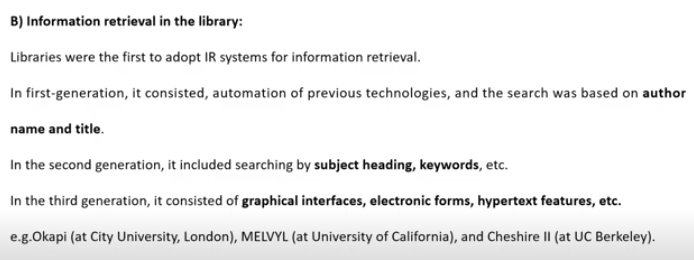 B) Information retrieval in the library:
Libraries were the first to adopt IR systems for information retrieval.
In first-generation, it consisted, automation of previous technologies, and the search was based on author
name and title.
In the second generation, it included searching by subject heading, keywords, etc.
In the third generation, it consisted of graphical interfaces, electronic forms, hypertext features, etc.
e.g.Okapi (at City University, London), MELVYL (at University of California), and Cheshire II (at UC Berkeley).